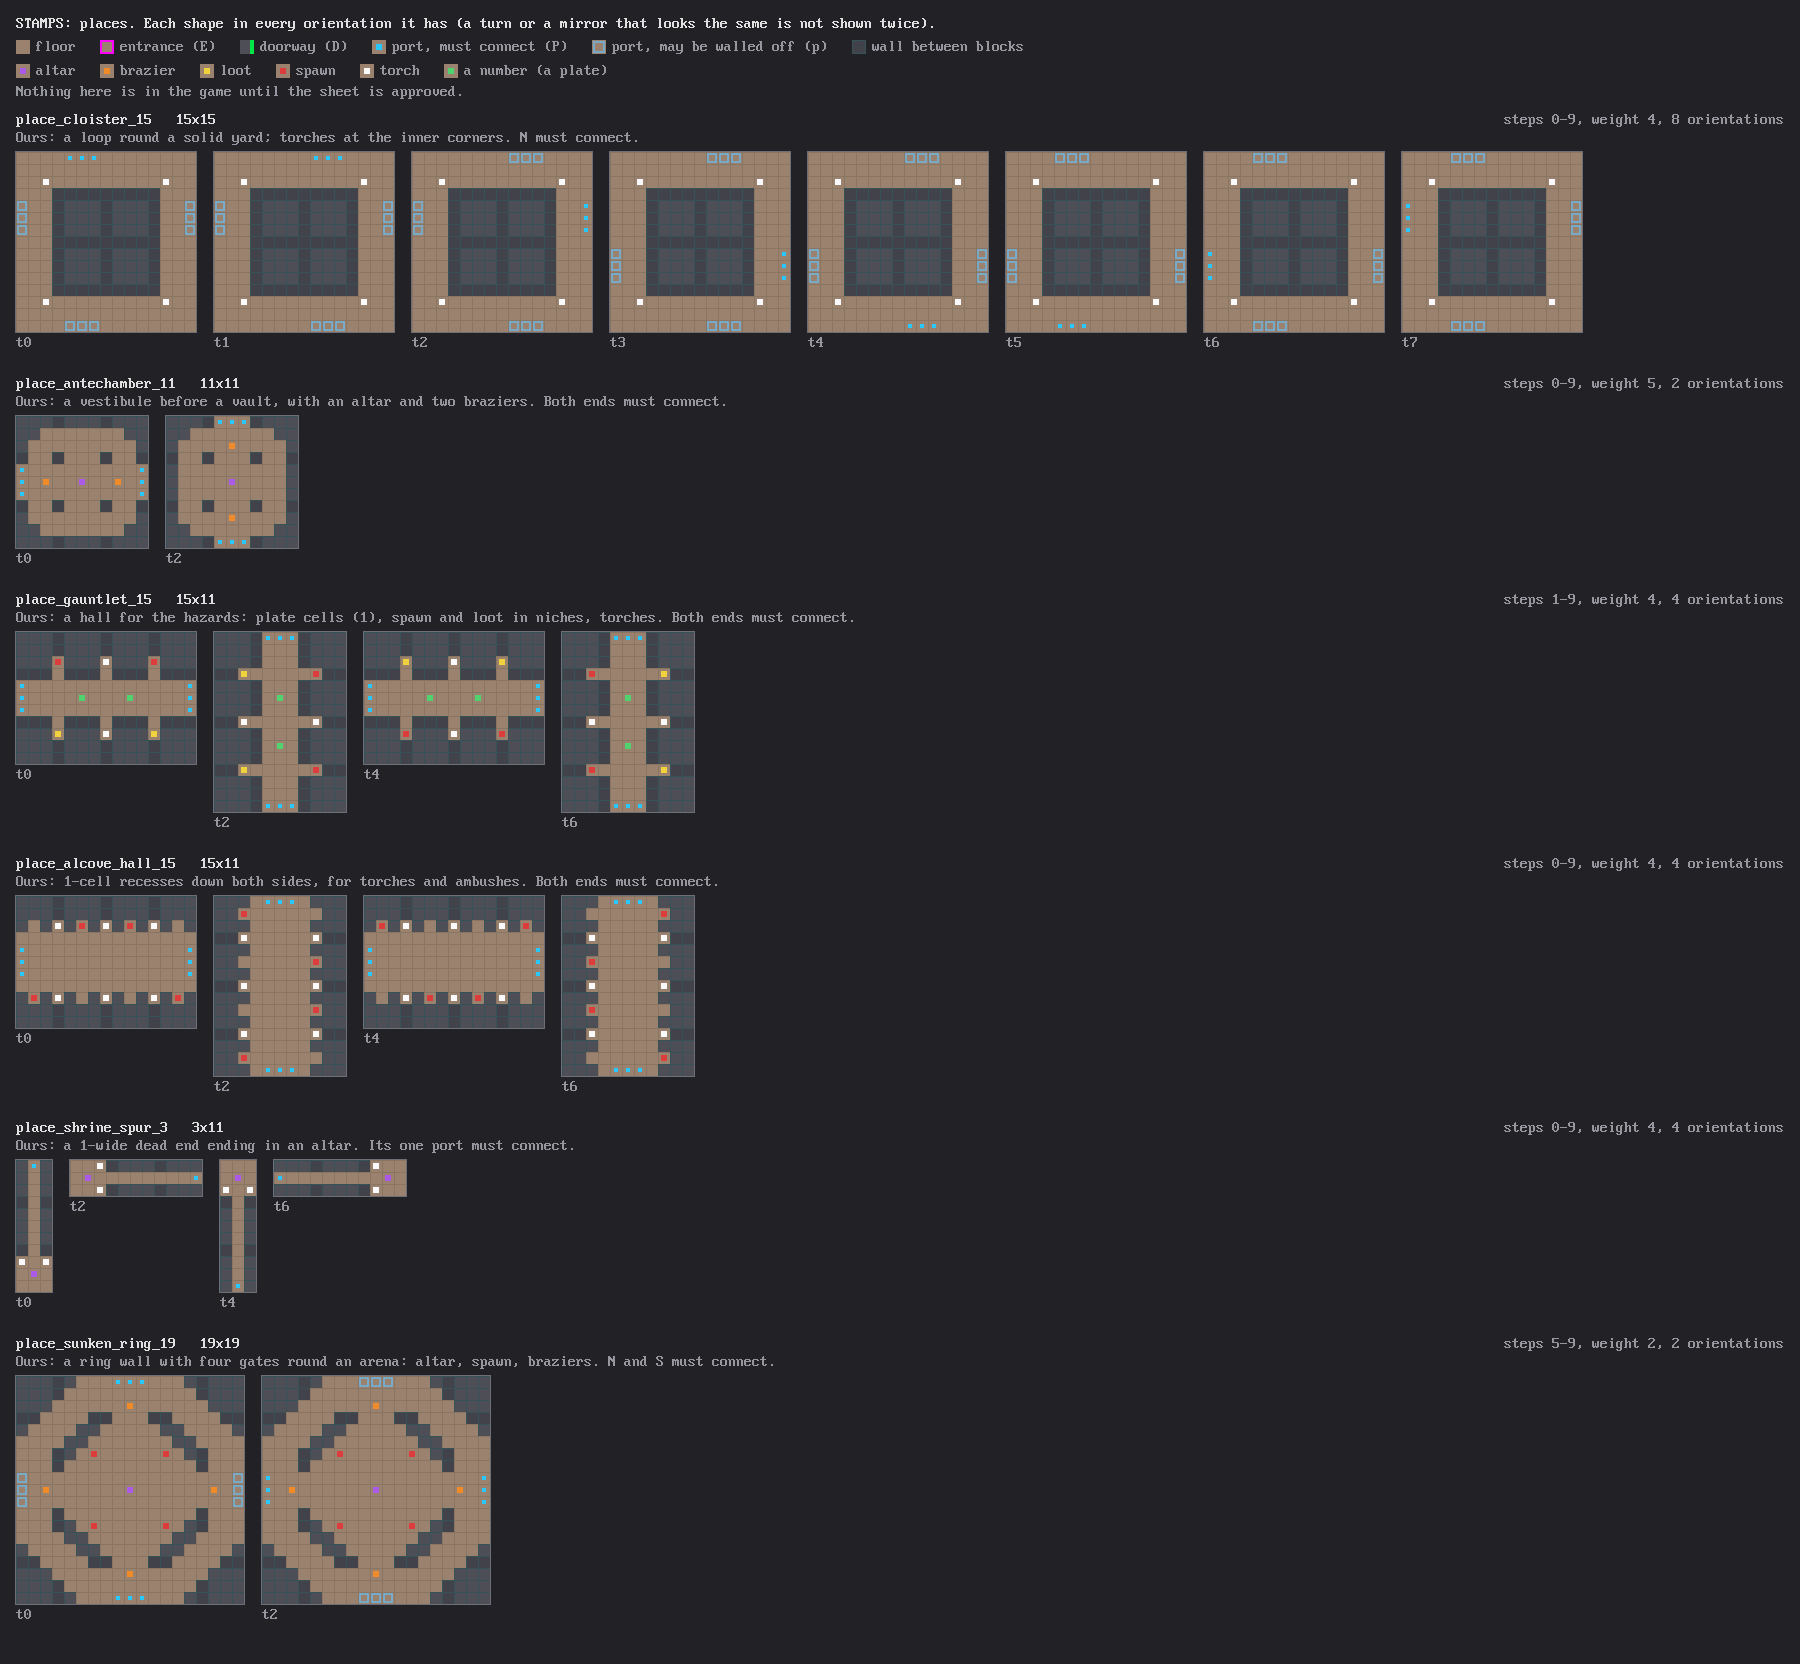 STAMPS: places. Each shape in every orientation it has (a turn or a mirror that looks the same is not shown twice).
floor entrance (E) doorway (D) port, must connect (P) port, may be walled off (p) wall between blocks
altar brazier loot spawn torch a number (a plate)
Nothing here is in the game until the sheet is approved.
place_cloister_15 15x15 steps 0-9, weight 4, 8 orientations
Ours: a loop round a solid yard; torches at the inner corners. N must connect.
t0 t1 t2 t3 t4 t5 t6 t7
place_antechamber_11 11x11 steps 0-9, weight 5, 2 orientations
Ours: a vestibule before a vault, with an altar and two braziers. Both ends must connect.
t0 t2
place_gauntlet_15 15x11 steps 1-9, weight 4, 4 orientations
Ours: a hall for the hazards: plate cells (1), spawn and loot in niches, torches. Both ends must connect.
t0 t4
t2 t6
place_alcove_hall_15 15x11 steps 0-9, weight 4, 4 orientations
Ours: 1-cell recesses down both sides, for torches and ambushes. Both ends must connect.
t0 t4
t2 t6
place_shrine_spur_3 3x11 steps 0-9, weight 4, 4 orientations
Ours: a 1-wide dead end ending in an altar. Its one port must connect.
t2 t6
t0 t4
place_sunken_ring_19 19x19 steps 5-9, weight 2, 2 orientations
Ours: a ring wall with four gates round an arena: altar, spawn, braziers. N and S must connect.
t0 t2